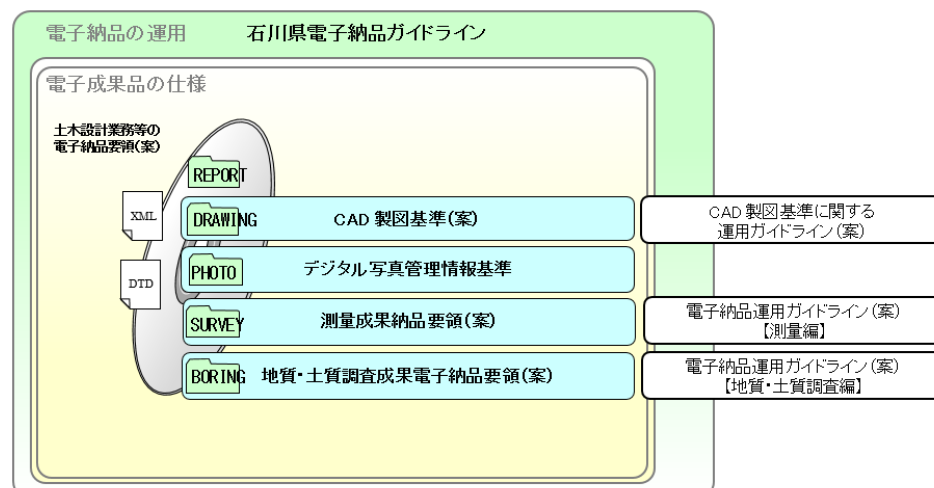 電子納品の運用 石川県電子納品ガイドライン
電子成果品の仕様
土木設計業務等の
電子納品要領(案)
REPORT
XML
DRAWING CAD 製図基準(案)
CAD 製図基準に関する
運用ガイドライン(案)
DTD
PHOTO デジタル写真管理情報基準
SURVEY 測量成果納品要領(案)
電子納品運用ガイドライン(案)
【測量編】
BORING 地質・土質調査成果電子納品要領(案)
電子納品運用ガイドライン(案)
【地質・土質調査編】